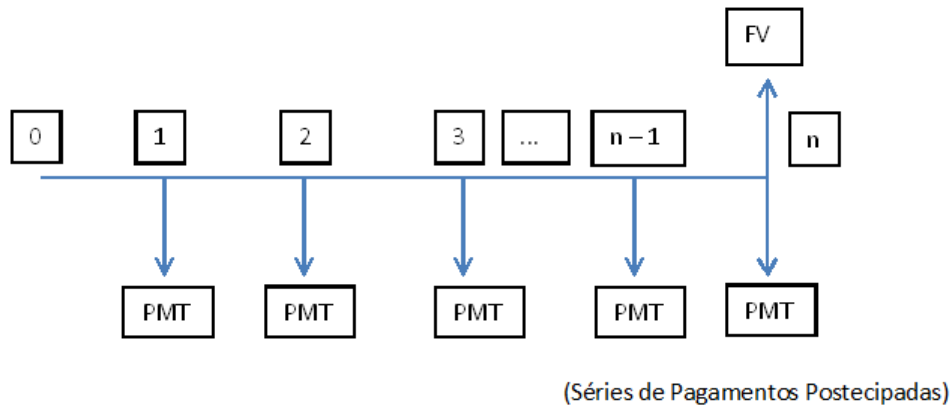 FV
0 1 2 3 ... n – 1 n
PMT PMT PMT PMT PMT
(Séries de Pagamentos Postecipadas)